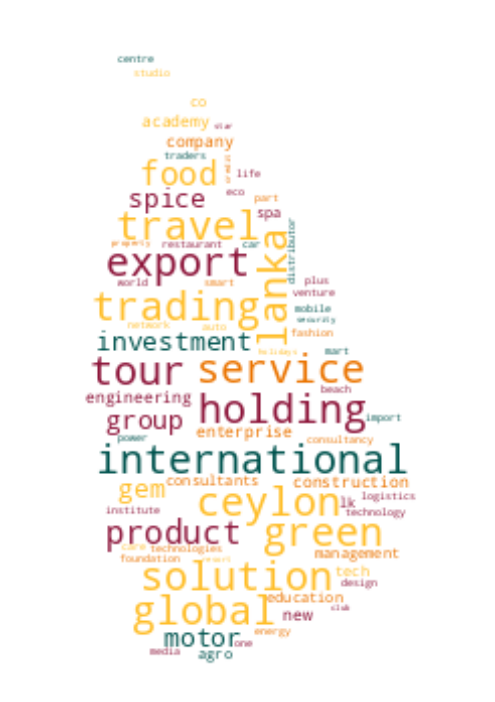 centre
studio
co
academy star
company
traders
food credit life
spice eco
part
travel spa
lanka distributor
property restaurant car
export
world smart plus
trading venture
mobile
network auto security
investment fashion
holidays mart
tour service
engineering beach
holding
group import
power enterprise
consultancy
international
consultants construction
gem
ceylon lk logistics
institute technology
product green
care technologies management
foundation resort
solution tech
design
education
global club
new
motor energy
one
media agro